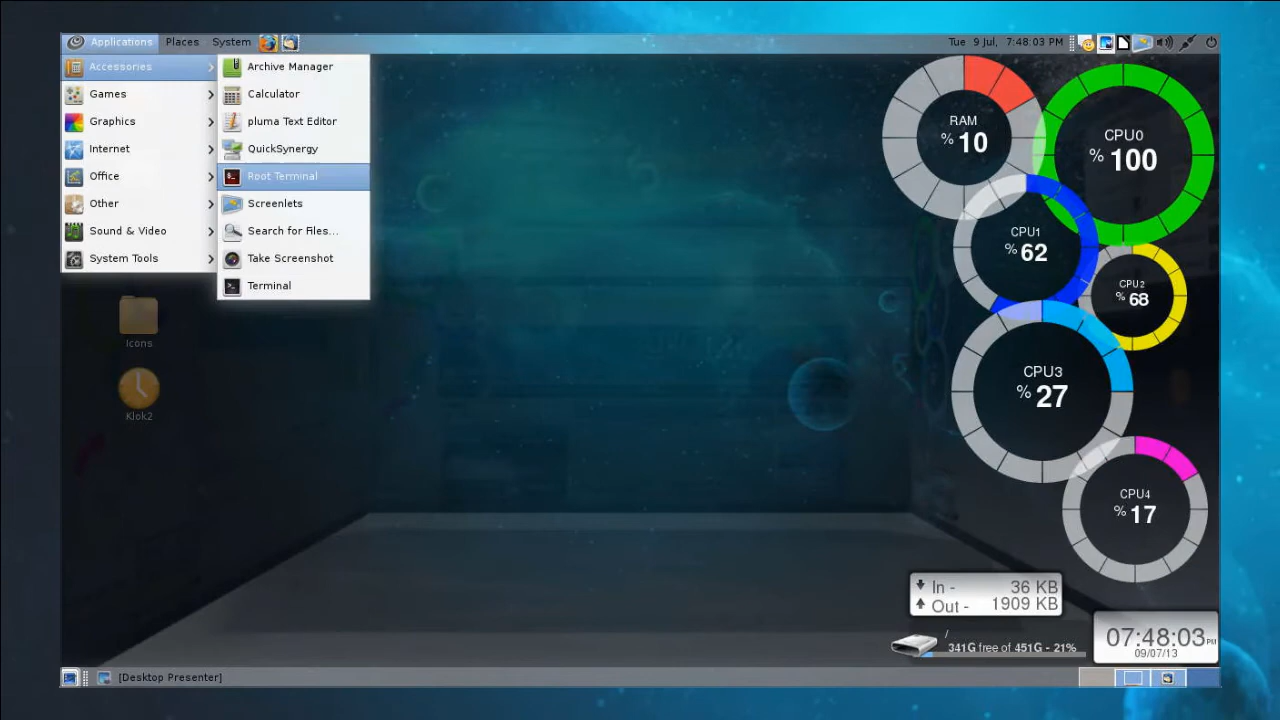 Applications Places System
Tue 9 Jul, 7:48:03 PM
Accessories
Games
Graphics
Internet
Office
Other
Sound & Video
System Tools
Archive Manager
Calculator
pluma Text Editor
QuickSynergy
Root Terminal
Screenlets
Search for Files...
Take Screenshot
Terminal
Icons
Klok2
RAM
% 10
CPU0
% 100
CPU1
% 62
CPU2
% 68
CPU3
% 27
CPU4
% 17
In - 36 KB
Out - 1909 KB
/
341G free of 451G - 21%
07:48:03 PM
09/07/13
[Desktop Presenter]